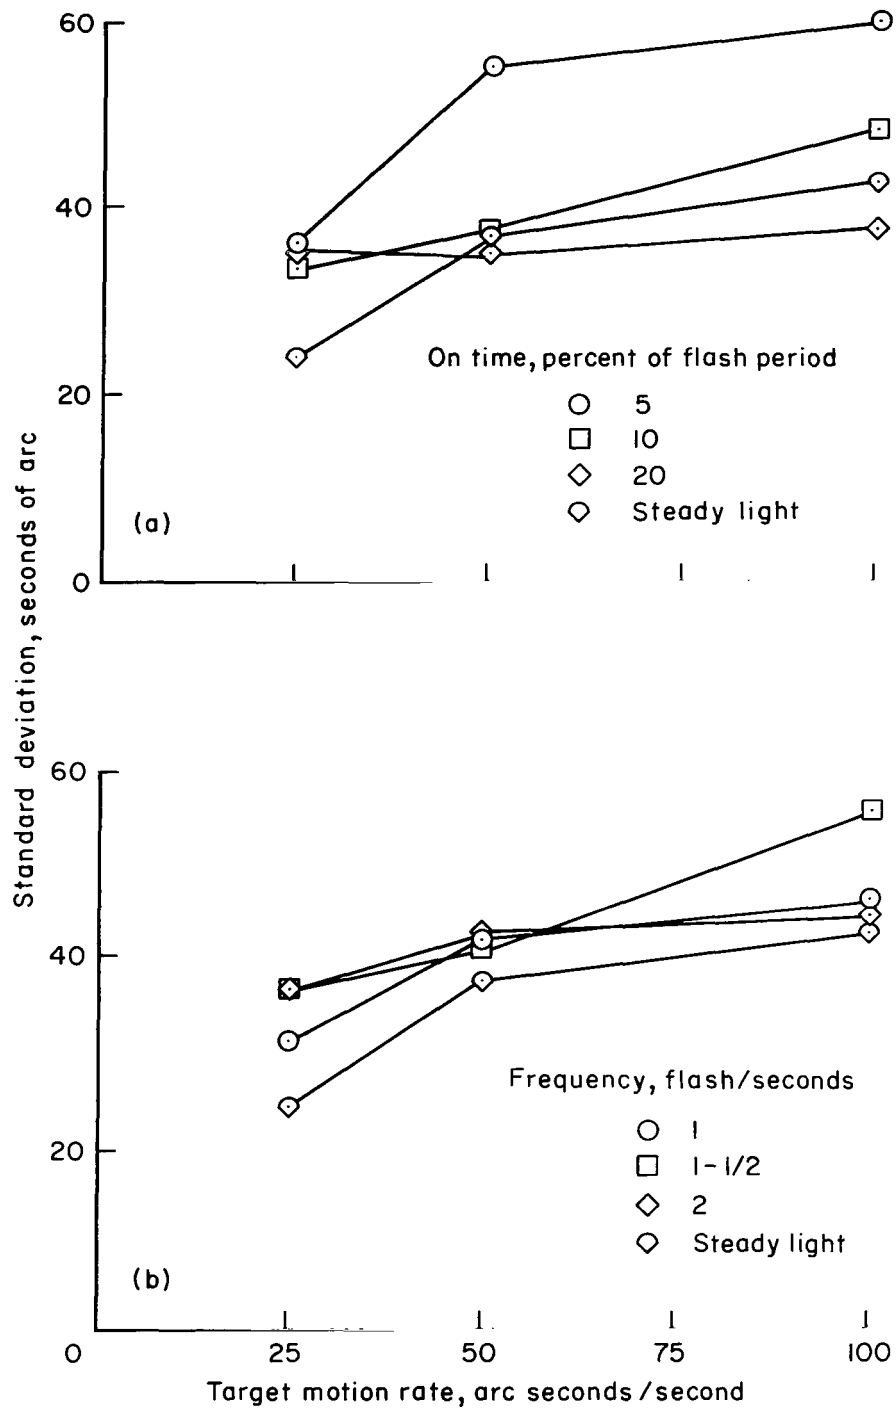 60
40
20
0
Standard deviation, seconds of arc
On time, percent of flash period
5
10
20
Steady light
(a)
60
40
20
Frequency, flash/seconds
1
1-1/2
2
Steady light
(b)
0 25 50 75 100
Target motion rate, arc seconds/second